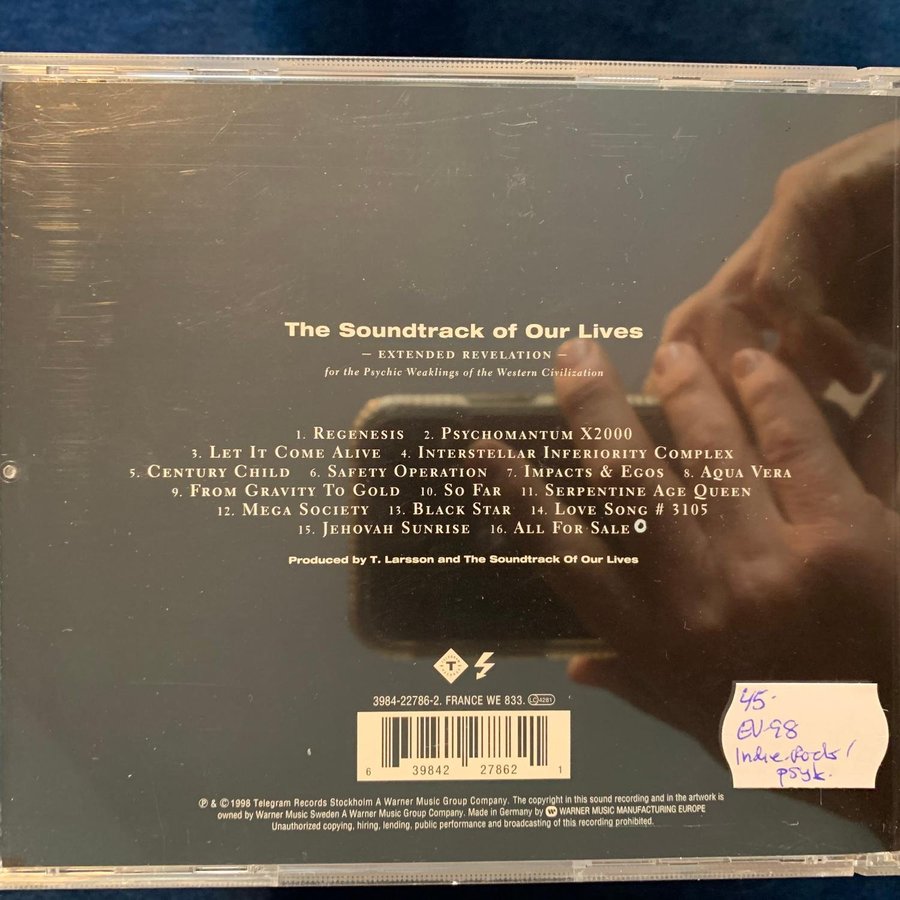 The Soundtrack of Our Lives
— EXTENDED REVELATION —
for the Psychic Weaklings of the Western Civilization
1. REGENESIS 2. PSYCHOMANTUM X2000
3. LET IT COME ALIVE 4. INTERSTELLAR INFERIORITY COMPLEX
5. CENTURY CHILD 6. SAFETY OPERATION 7. IMPACTS & EGOS 8. AQUA VERA
9. FROM GRAVITY TO GOLD 10. SO FAR 11. SERPENTINE AGE QUEEN
12. MEGA SOCIETY 13. BLACK STAR 14. LOVE SONG # 3105
15. JEHOVAH SUNRISE 16. ALL FOR SALE
Produced by T. Larsson and The Soundtrack Of Our Lives
T
3984-22786-2. FRANCE WE 833. LC 4281
6 39842 27862 1
℗ & © 1998 Telegram Records Stockholm A Warner Music Group Company. The copyright in this sound recording and in the artwork is
owned by Warner Music Sweden A Warner Music Group Company. Made in Germany by WARNER MUSIC MANUFACTURING EUROPE
Unauthorized copying, hiring, lending, public performance and broadcasting of this recording prohibited.
45-
EU-98
Indie.Rock/
psyk.